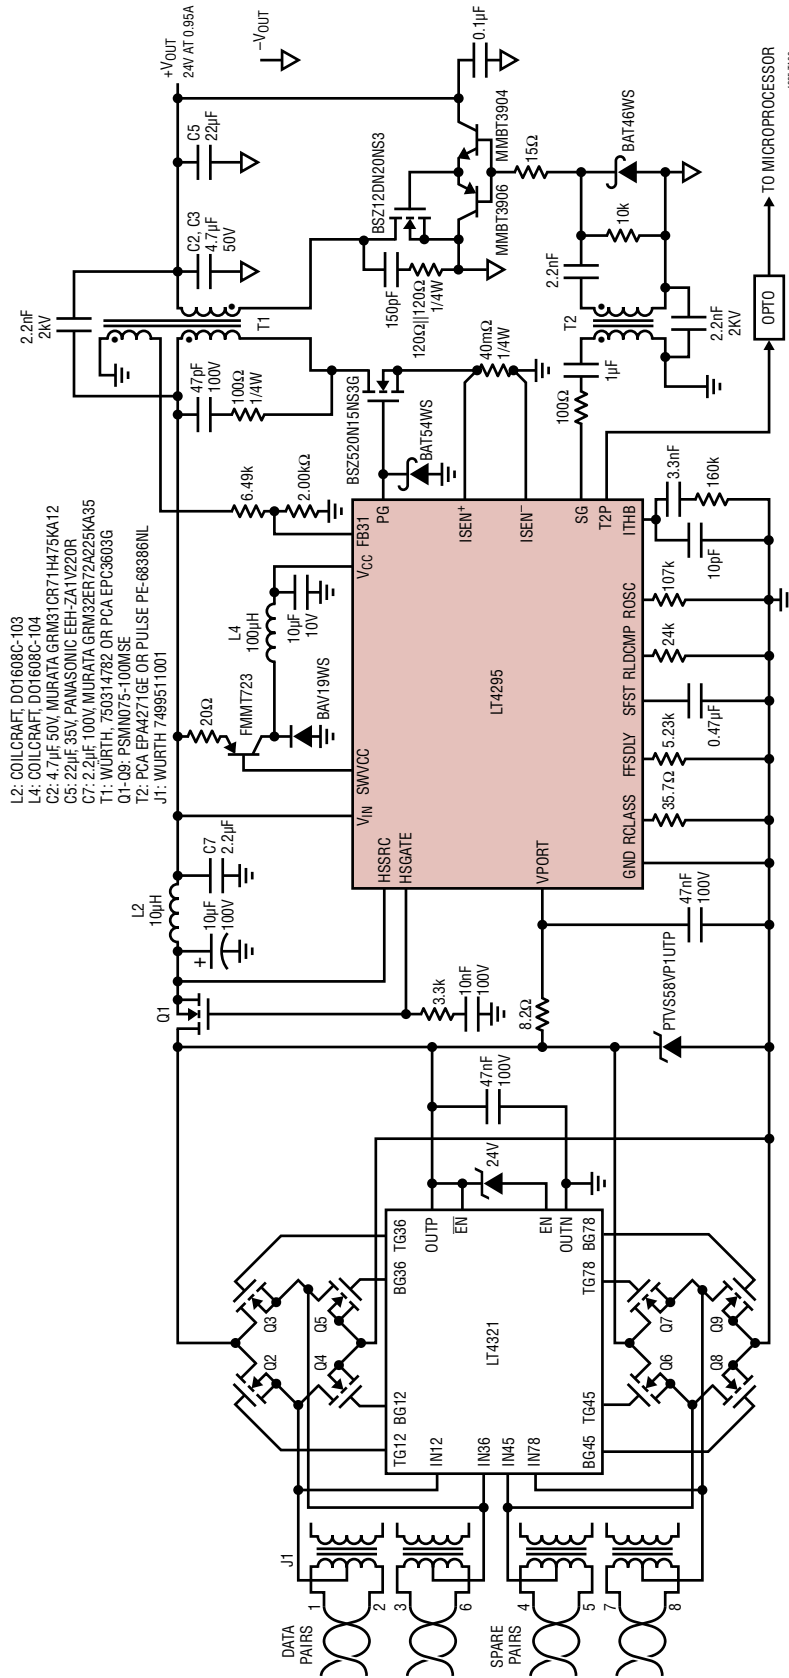 L2: COILCRAFT, DO1608C-103
L4: COILCRAFT, DO1608C-104
C2: 4.7µF, 50V, MURATA GRM31CR71H475KA12
C5: 22µF, 35V, PANASONIC EEH-ZA1V220R
C7: 2.2µF, 100V, MURATA GRM32ER72A225KA35
T1: WÜRTH, 750314782 OR PCA EPC3603G
Q1-Q9: PSMN075-100MSE
T2: PCA EPA4271GE OR PULSE PE-68386NL
J1: WURTH 7499511001
DATA
PAIRS
1
2
3
6
SPARE
PAIRS
4
5
7
8
J1
Q2
Q3
Q4
Q5
TG12
BG12
BG36
TG36
IN12
IN36
IN45
IN78
LT4321
OUTP
EN
EN
OUTN
BG45
TG45
TG78
BG78
Q6
Q7
Q8
Q9
24V
47nF
100V
Q1
3.3k
10nF
100V
8.2Ω
PTVS58VP1UTP
47nF
100V
L2
10µH
+
10µF
100V
C7
2.2µF
HSSRC
HSGATE
VPORT
VIN
SWVCC
VCC
FB31
PG
ISEN+
ISEN−
SG
T2P
LT4295
GND
RCLASS
FFSDLY
SFST
RLDCMP
ROSC
ITHB
35.7Ω
5.23k
0.47µF
24k
107k
10pF
3.3nF
160k
20Ω
FMMT723
BAV19WS
L4
100µH
10µF
10V
6.49k
2.00kΩ
BAT54WS
BSZ520N15NS3G
40mΩ
1/4W
100Ω
1µF
47pF
100V
100Ω
1/4W
2.2nF
2kV
T1
C2, C3
4.7µF
50V
C5
22µF
+VOUT
24V AT 0.95A
−VOUT
BSZ12DN20NS3
150pF
120Ω||120Ω
1/4W
MMBT3906
MMBT3904
0.1µF
15Ω
T2
2.2nF
10k
BAT46WS
2.2nF
2KV
OPTO
TO MICROPROCESSOR